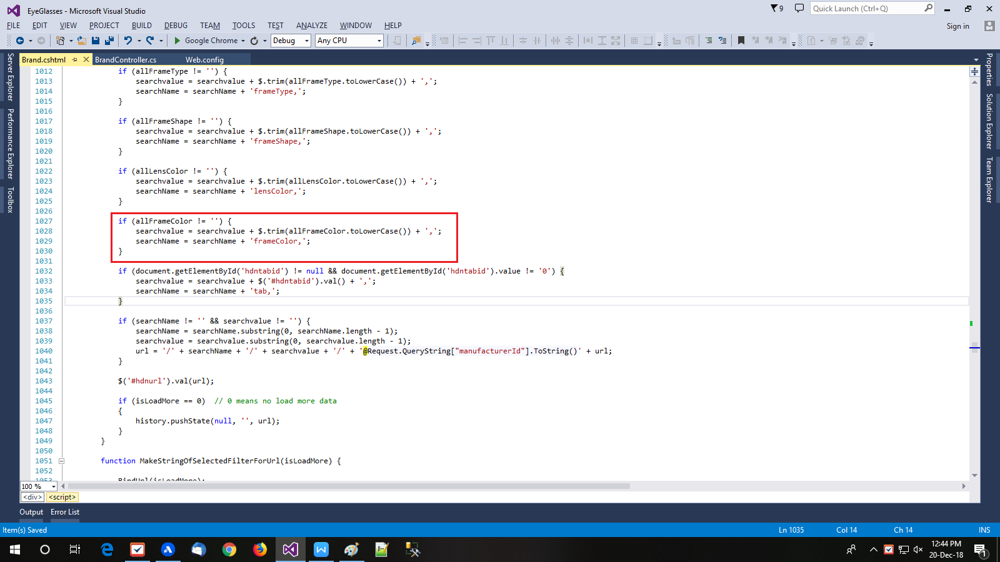 EyeGlasses - Microsoft Visual Studio
9
Quick Launch (Ctrl+Q)
FILE EDIT VIEW PROJECT BUILD DEBUG TEAM TOOLS TEST ANALYZE WINDOW HELP
Sign in
Google Chrome Debug Any CPU
Brand.cshtml BrandController.cs Web.config
Server Explorer
Performance Explorer
Toolbox
Properties
Solution Explorer
Team Explorer
1012 if (allFrameType != '') {
1013 searchvalue = searchvalue + $.trim(allFrameType.toLowerCase()) + ',';
1014 searchName = searchName + 'frameType,';
1015 }
1016
1017 if (allFrameShape != '') {
1018 searchvalue = searchvalue + $.trim(allFrameShape.toLowerCase()) + ',';
1019 searchName = searchName + 'frameShape,';
1020 }
1021
1022 if (allLensColor != '') {
1023 searchvalue = searchvalue + $.trim(allLensColor.toLowerCase()) + ',';
1024 searchName = searchName + 'lensColor,';
1025 }
1026
1027 if (allFrameColor != '') {
1028 searchvalue = searchvalue + $.trim(allFrameColor.toLowerCase()) + ',';
1029 searchName = searchName + 'frameColor,';
1030 }
1031
1032 if (document.getElementById('hdntabid') != null && document.getElementById('hdntabid').value != '0') {
1033 searchvalue = searchvalue + $('#hdntabid').val() + ',';
1034 searchName = searchName + 'tab,';
1035 }
1036
1037 if (searchName != '' && searchvalue != '') {
1038 searchName = searchName.substring(0, searchName.length - 1);
1039 searchvalue = searchvalue.substring(0, searchvalue.length - 1);
1040 url = '/' + searchName + '/' + searchvalue + '/' + '@Request.QueryString["manufacturerId"].ToString()' + url;
1041 }
1042
1043 $('#hdnurl').val(url);
1044
1045 if (isLoadMore == 0) // 0 means no load more data
1046 {
1047 history.pushState(null, '', url);
1048 }
1049 }
1050
1051 function MakeStringOfSelectedFilterForUrl(isLoadMore) {
1052
1053 BindUrl(isLoadMore);
100 %
<div> <script>
Output Error List
Item(s) Saved
Ln 1035 Col 14 Ch 14 INS
12:44 PM
20-Dec-18
1